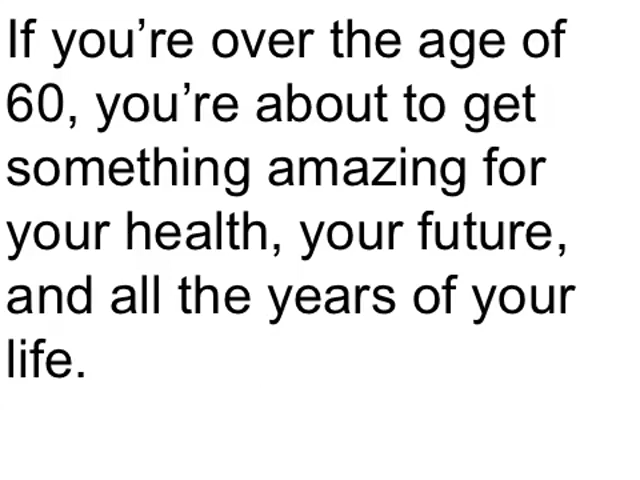 If you’re over the age of
60, you’re about to get
something amazing for
your health, your future,
and all the years of your
life.